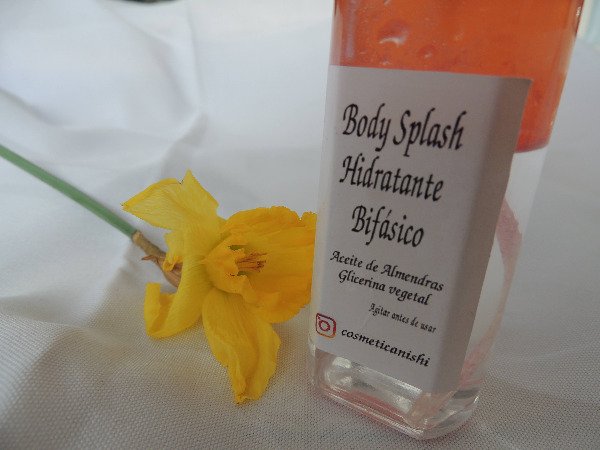 Body Splash
Hidratante
Bifásico
Aceite de Almendras
Glicerina vegetal
Agitar antes de usar
cosmeticanishi